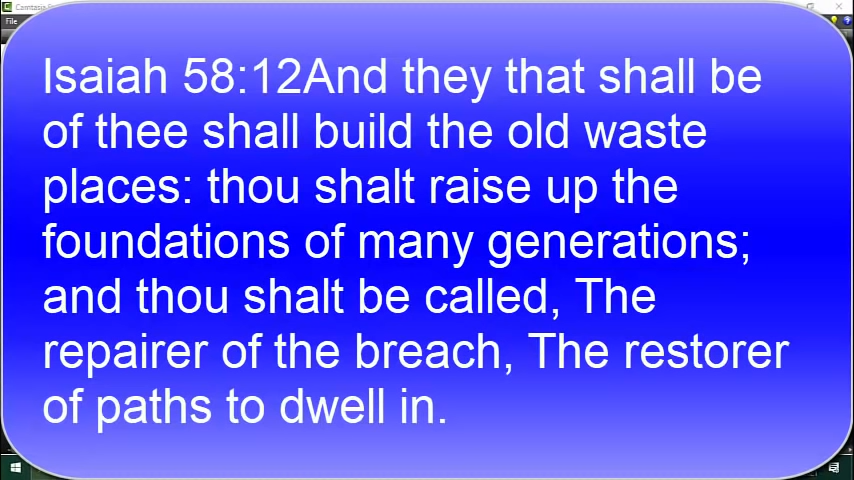 Camtasia
File
Isaiah 58:12And they that shall be
of thee shall build the old waste
places: thou shalt raise up the
foundations of many generations;
and thou shalt be called, The
repairer of the breach, The restorer
of paths to dwell in.